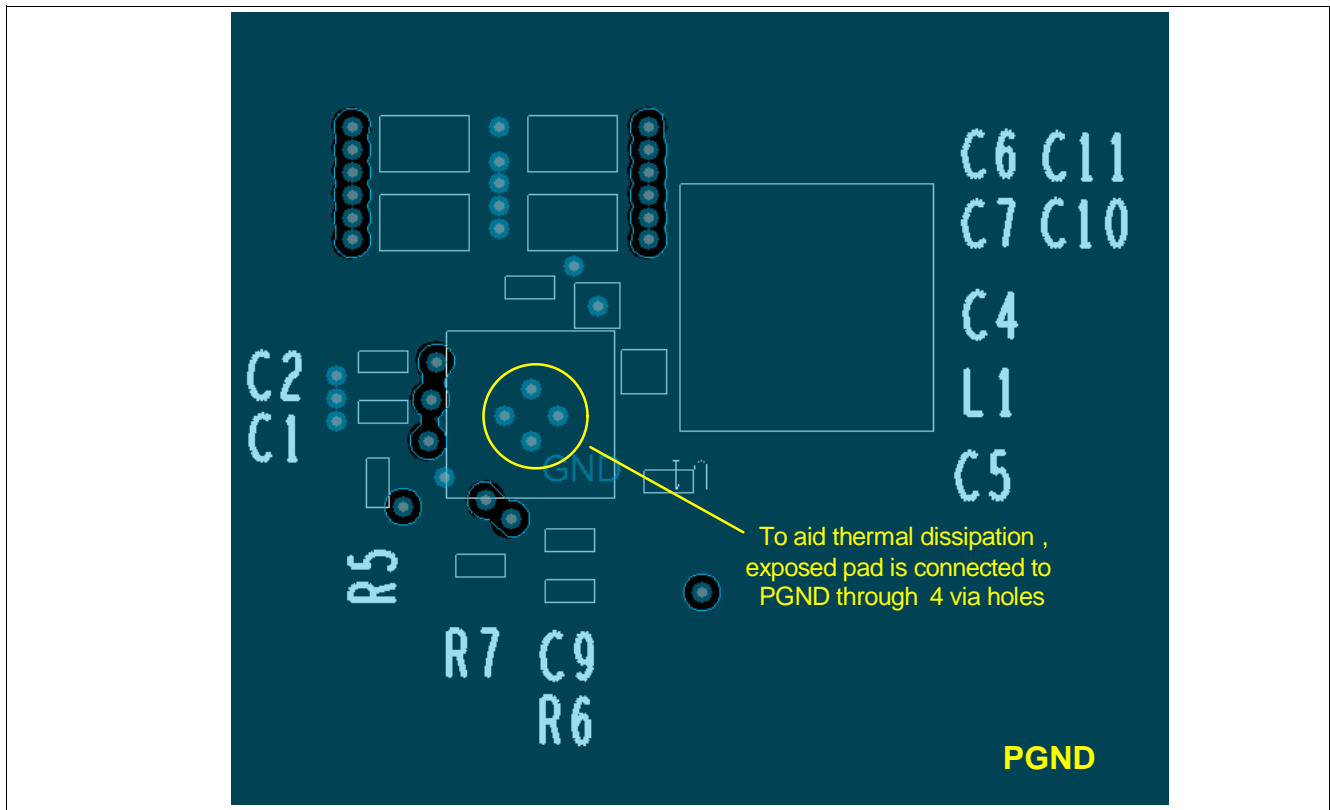 C6 C11
C7 C10
C4
L1
C5
C2
C1
GND
To aid thermal dissipation ,
exposed pad is connected to
PGND through 4 via holes
R5
R7 C9
R6
PGND